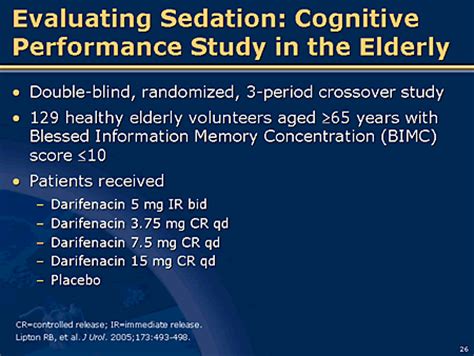 Evaluating Sedation: Cognitive
Performance Study in the Elderly
• Double-blind, randomized, 3-period crossover study
• 129 healthy elderly volunteers aged ≥65 years with
Blessed Information Memory Concentration (BIMC)
score ≤10
• Patients received
– Darifenacin 5 mg IR bid
– Darifenacin 3.75 mg CR qd
– Darifenacin 7.5 mg CR qd
– Darifenacin 15 mg CR qd
– Placebo
CR=controlled release; IR=immediate release.
Lipton RB, et al. J Urol. 2005;173:493-498.
26